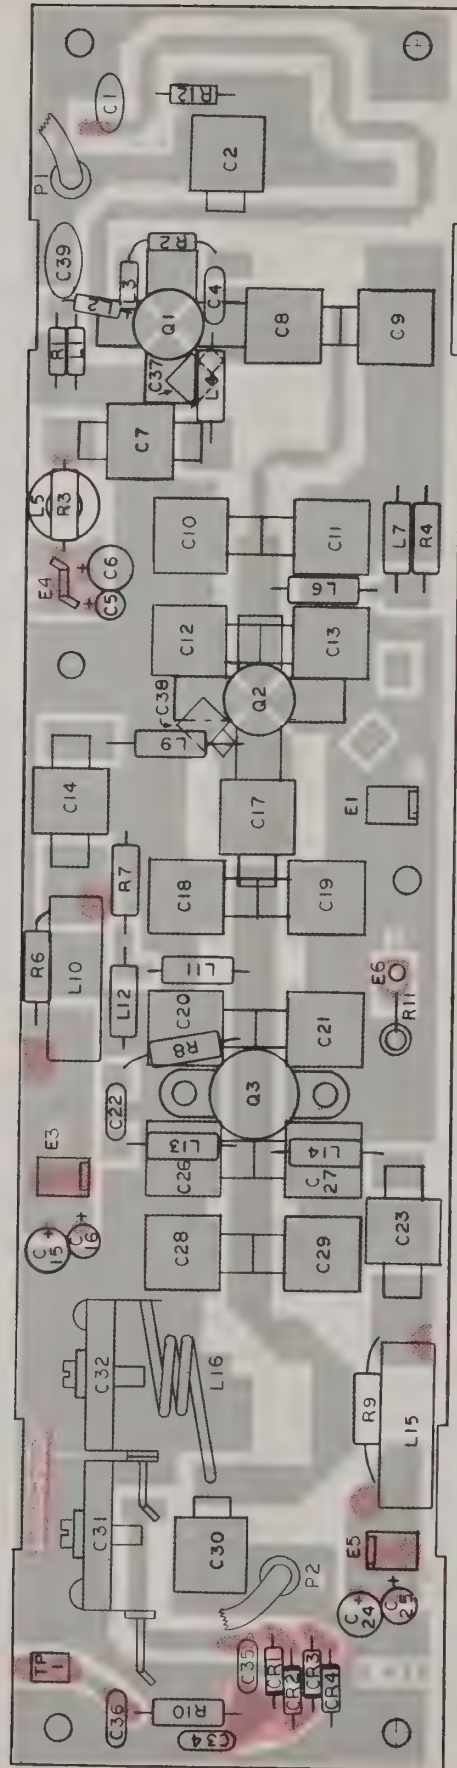 C1
R12
C2
P1
C39
R2
L3
L2
C4
Q1
R1
L1
C8
C9
C37
L4
C7
L5
R3
C10
C11
L7
R4
E4
+
C6
+
C5
L6
C12
C13
Q2
C38
L9
C14
C17
E1
R7
C18
C19
R6
L10
L11
L12
E6
R11
C20
C21
R8
Q3
C22
L13
L14
E3
C26
C27
C23
C15 +
C16 +
C28
C29
C32
L16
R9
L15
C31
C30
E5
P2
C24 +
C25 +
TP1
C35
CR1
CR2
CR3
CR4
C36
R10
C34